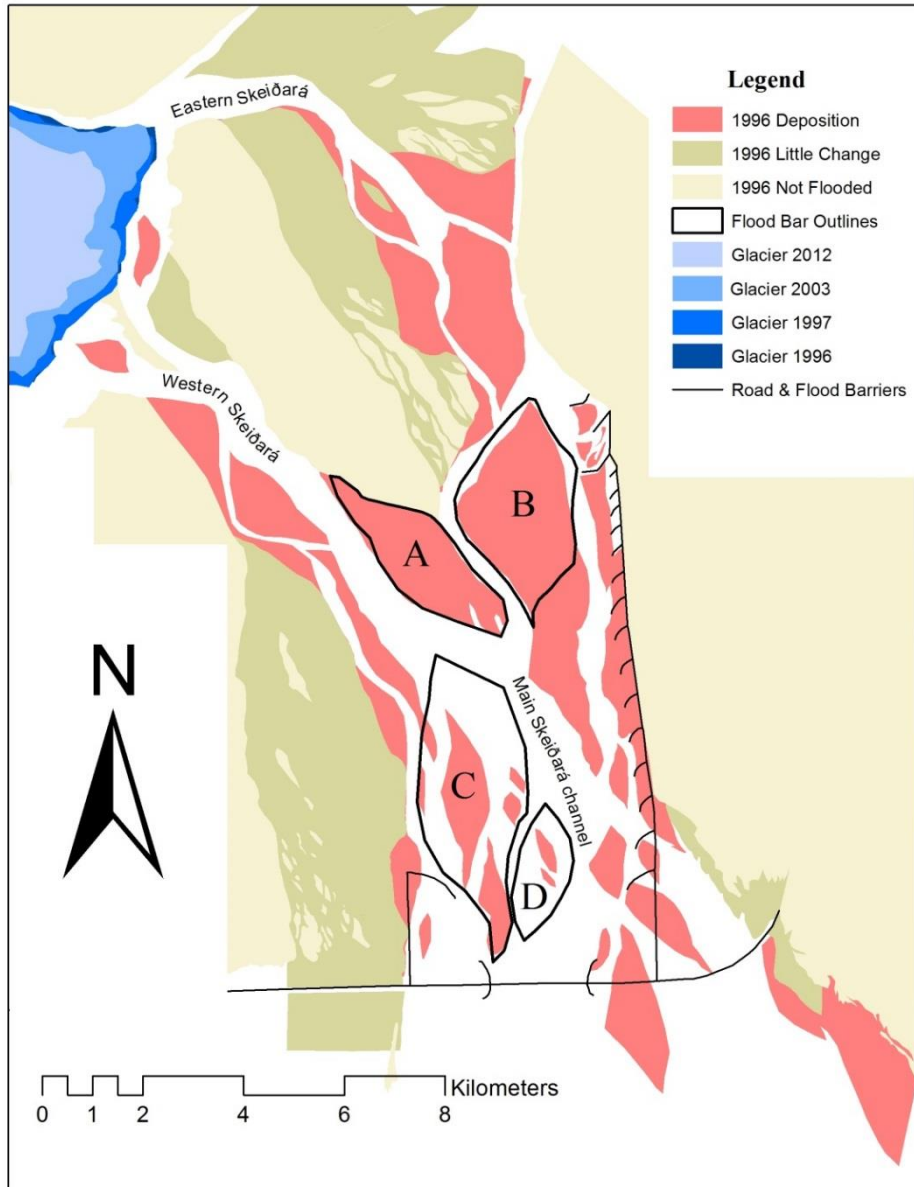 Legend
1996 Deposition
1996 Little Change
1996 Not Flooded
Flood Bar Outlines
Glacier 2012
Glacier 2003
Glacier 1997
Glacier 1996
Road & Flood Barriers
Eastern Skeiðará
Western Skeiðará
B
A
Main Skeiðará channel
N
C
D
Kilometers
0 1 2 4 6 8